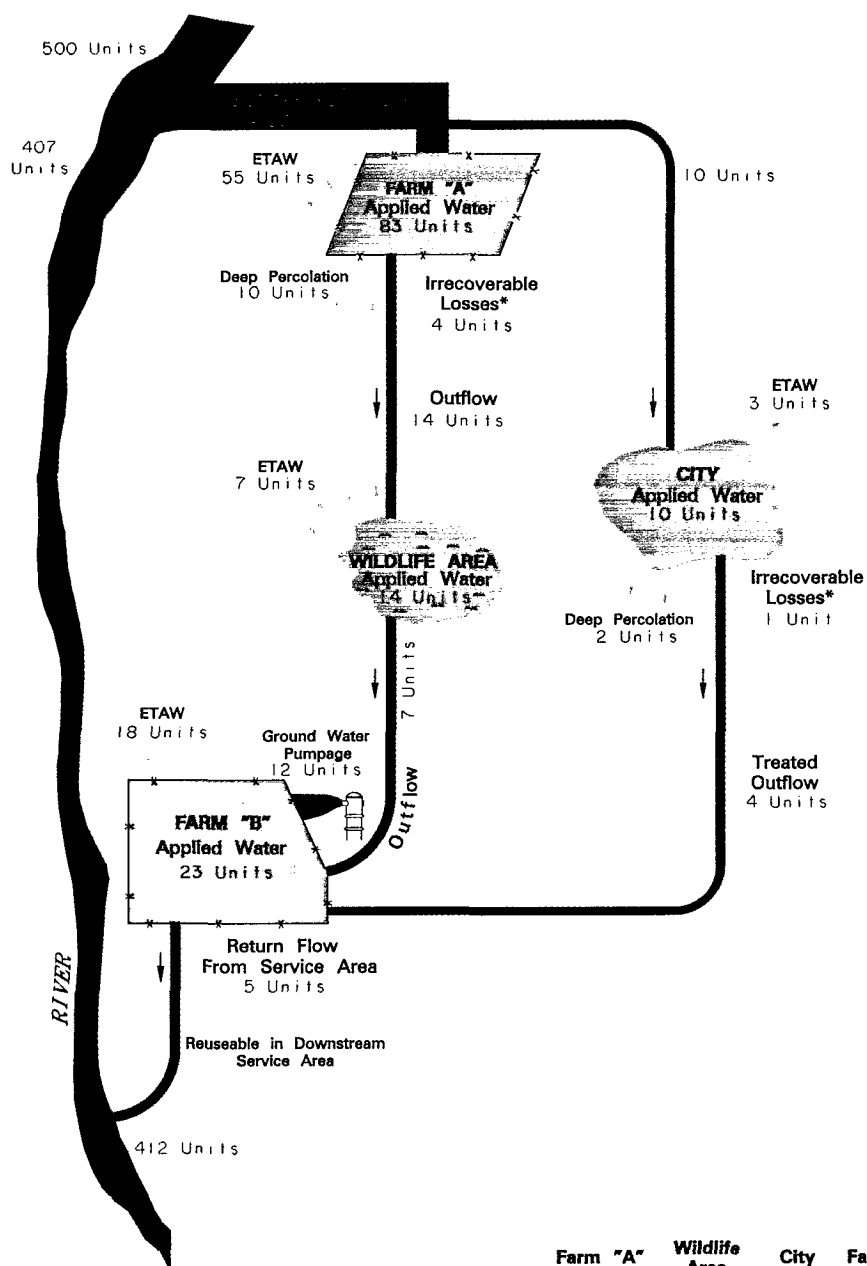 500 Units
407
Units
ETAW
55 Units
FARM "A"
Applied Water
83 Units
10 Units
Deep Percolation
10 Units
Irrecoverable
Losses*
4 Units
Outflow
14 Units
ETAW
3 Units
ETAW
7 Units
CITY
Applied Water
10 Units
WILDLIFE AREA
Applied Water
14 Units
Irrecoverable
Losses*
1 Unit
Deep Percolation
2 Units
7 Units
Outflow
ETAW
18 Units
Ground Water
Pumpage
12 Units
Treated
Outflow
4 Units
FARM "B"
Applied Water
23 Units
Return Flow
From Service Area
5 Units
RIVER
Reuseable in Downstream
Service Area
412 Units
Farm "A" Wildlife City